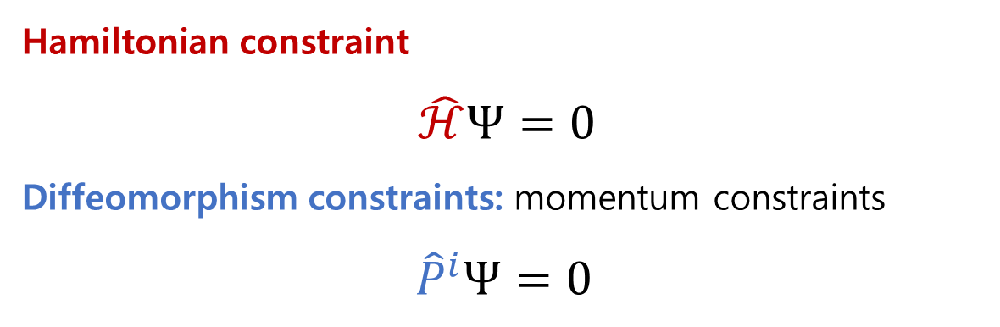 Hamiltonian constraint
ℋ̂Ψ = 0
Diffeomorphism constraints: momentum constraints
P̂ⁱΨ = 0